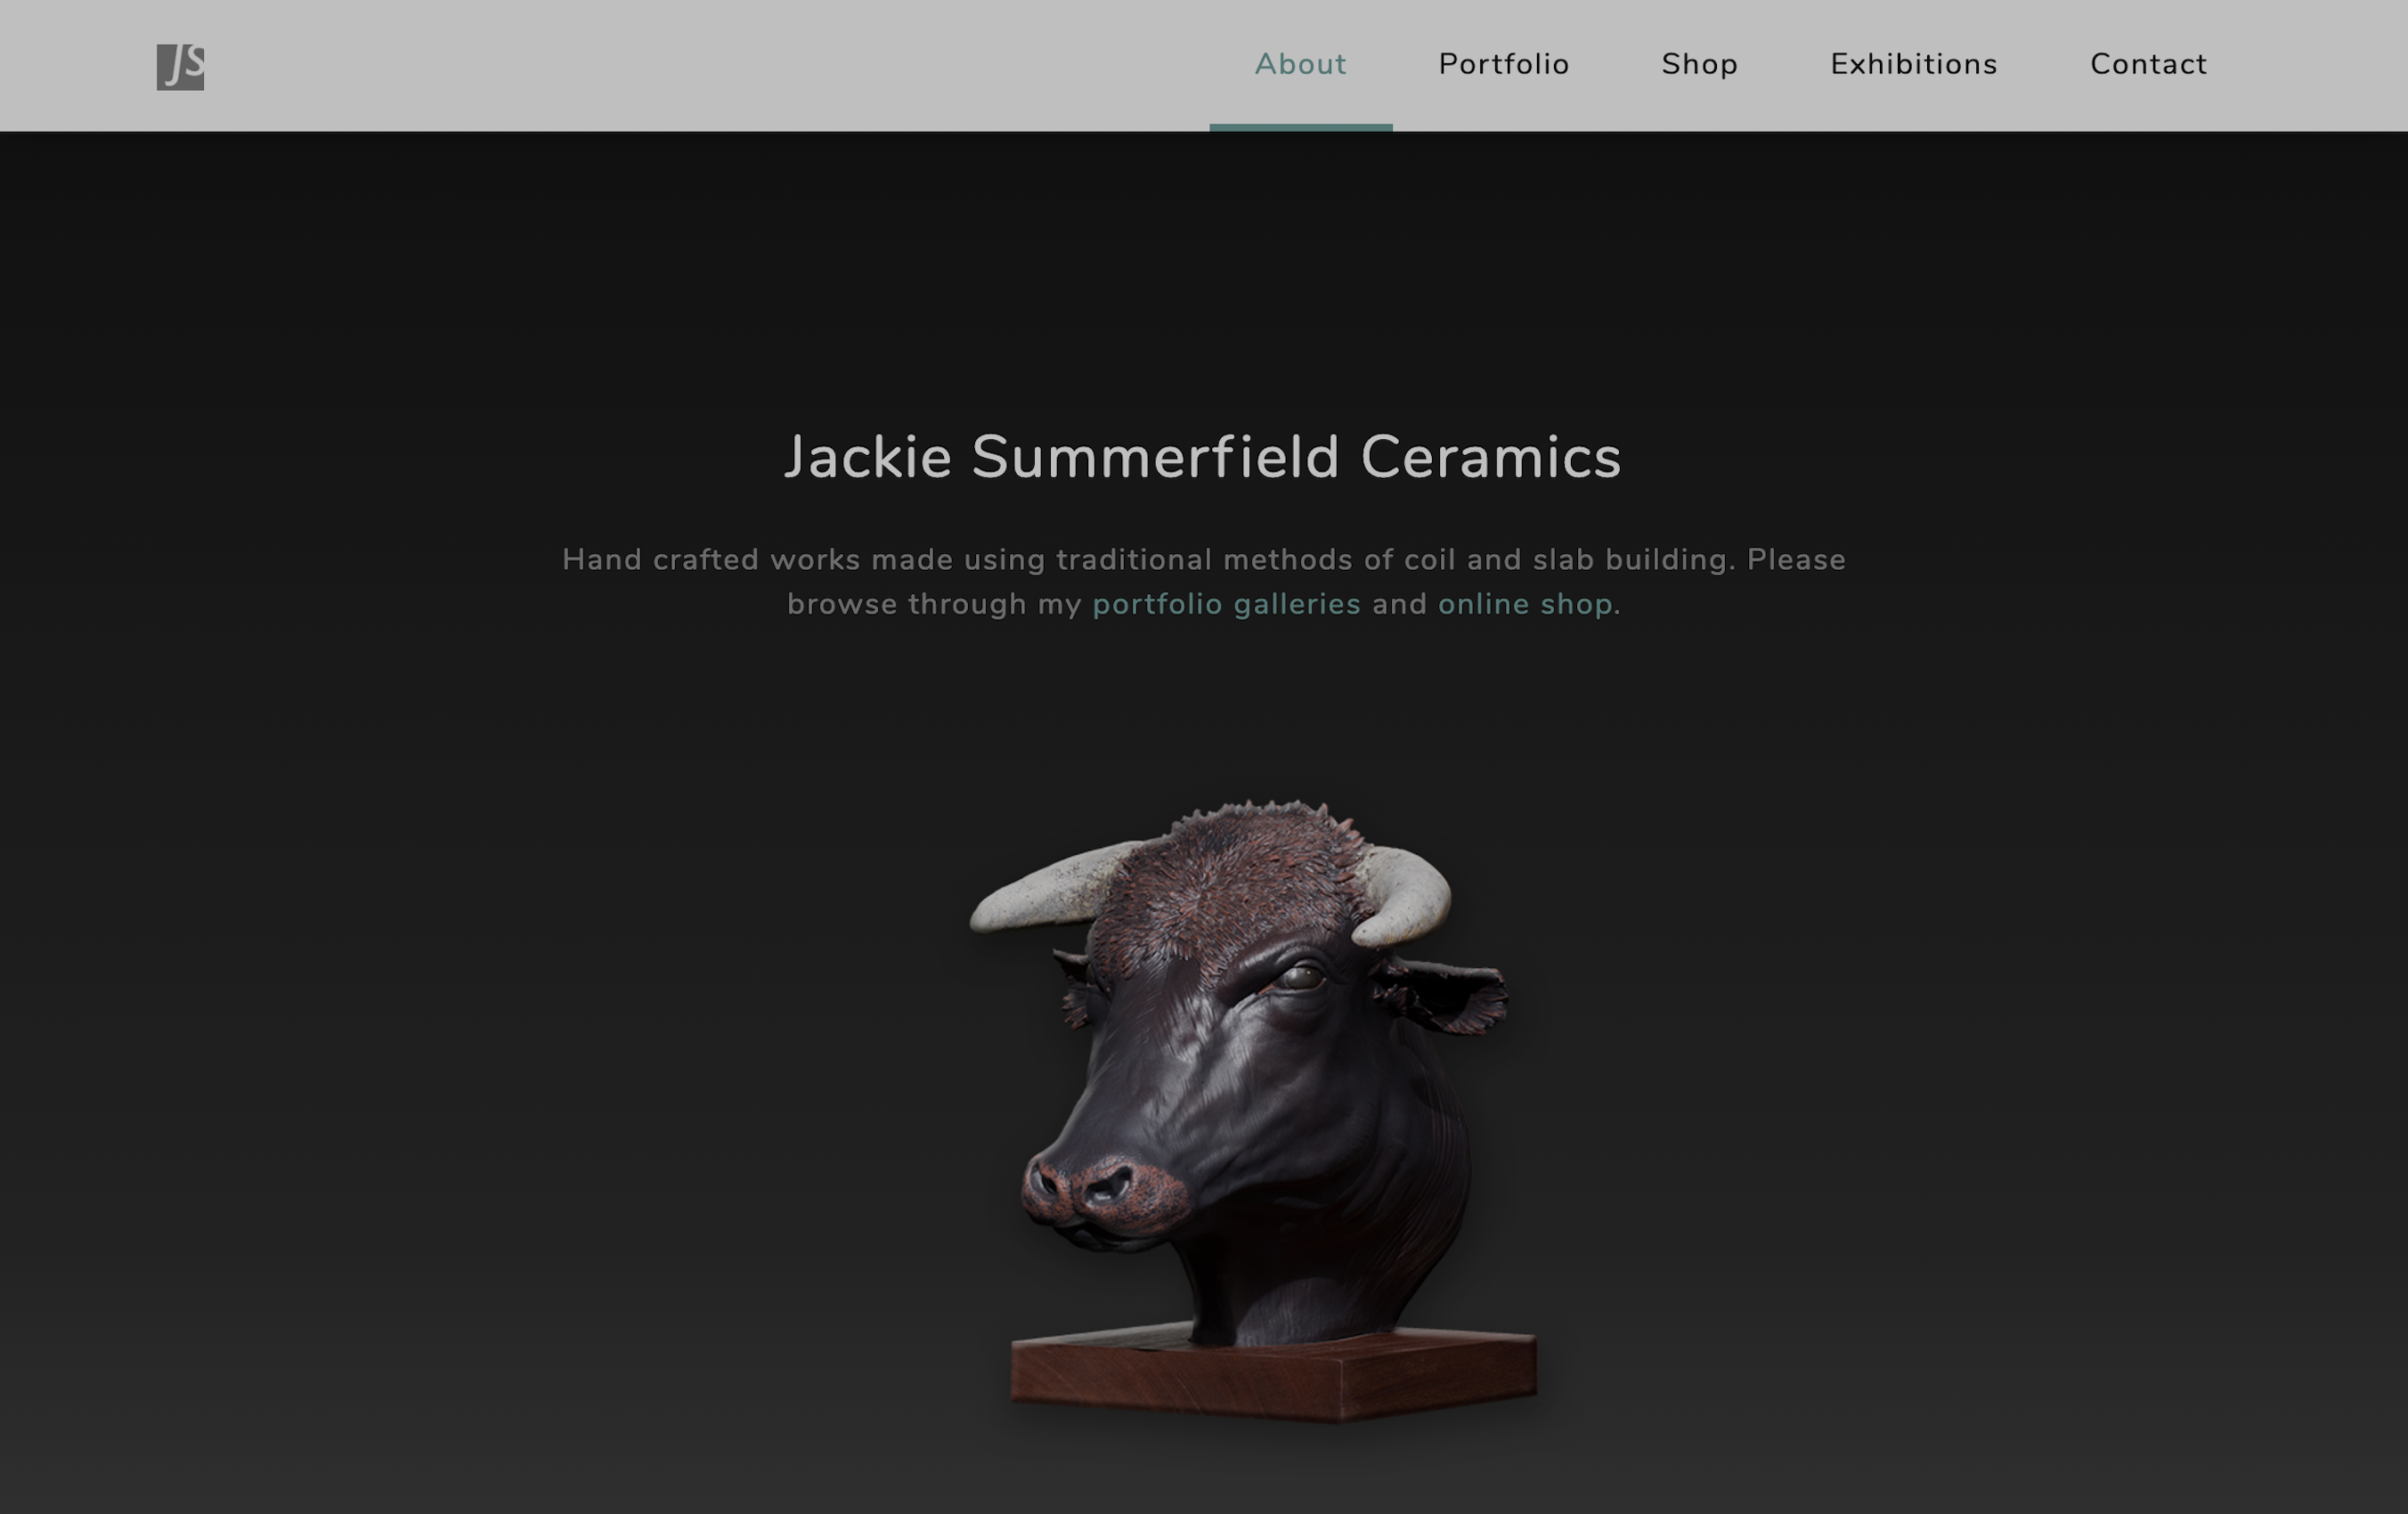 JS
About Portfolio Shop Exhibitions Contact
Jackie Summerfield Ceramics
Hand crafted works made using traditional methods of coil and slab building. Please
browse through my portfolio galleries and online shop.